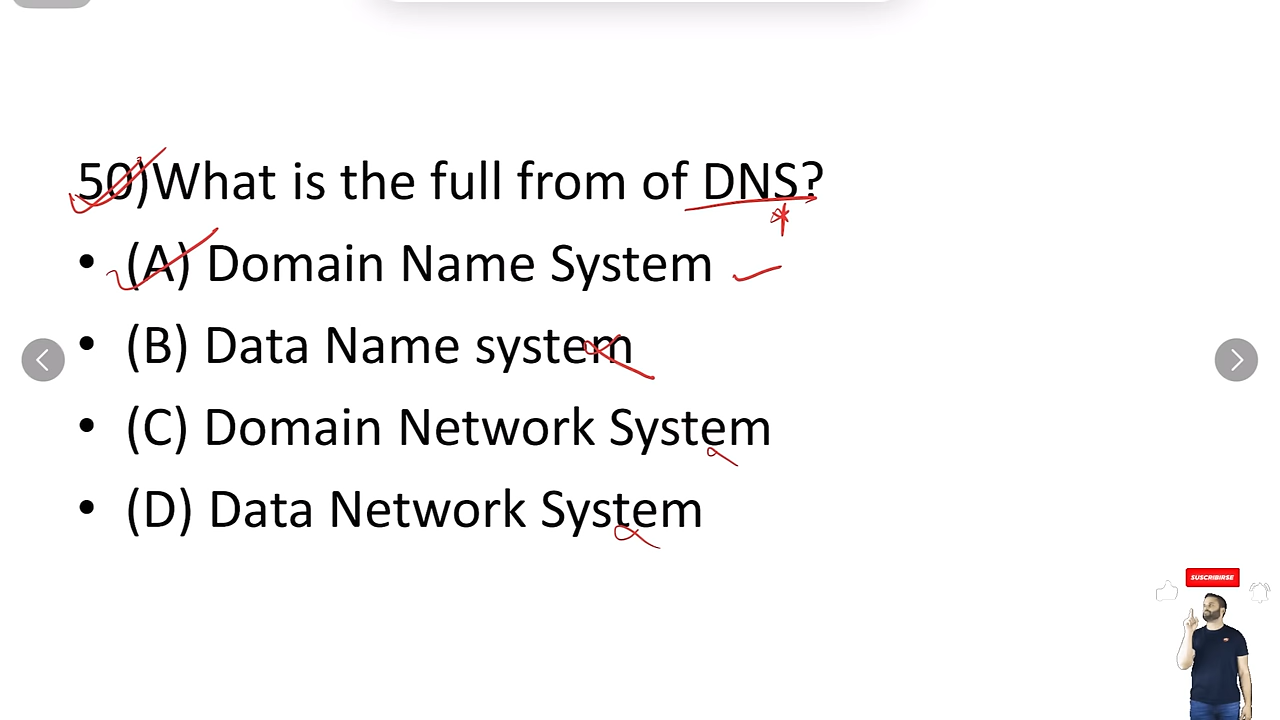 50)What is the full from of DNS?
• (A) Domain Name System
• (B) Data Name system
• (C) Domain Network System
• (D) Data Network System
SUSCRIBIRSE